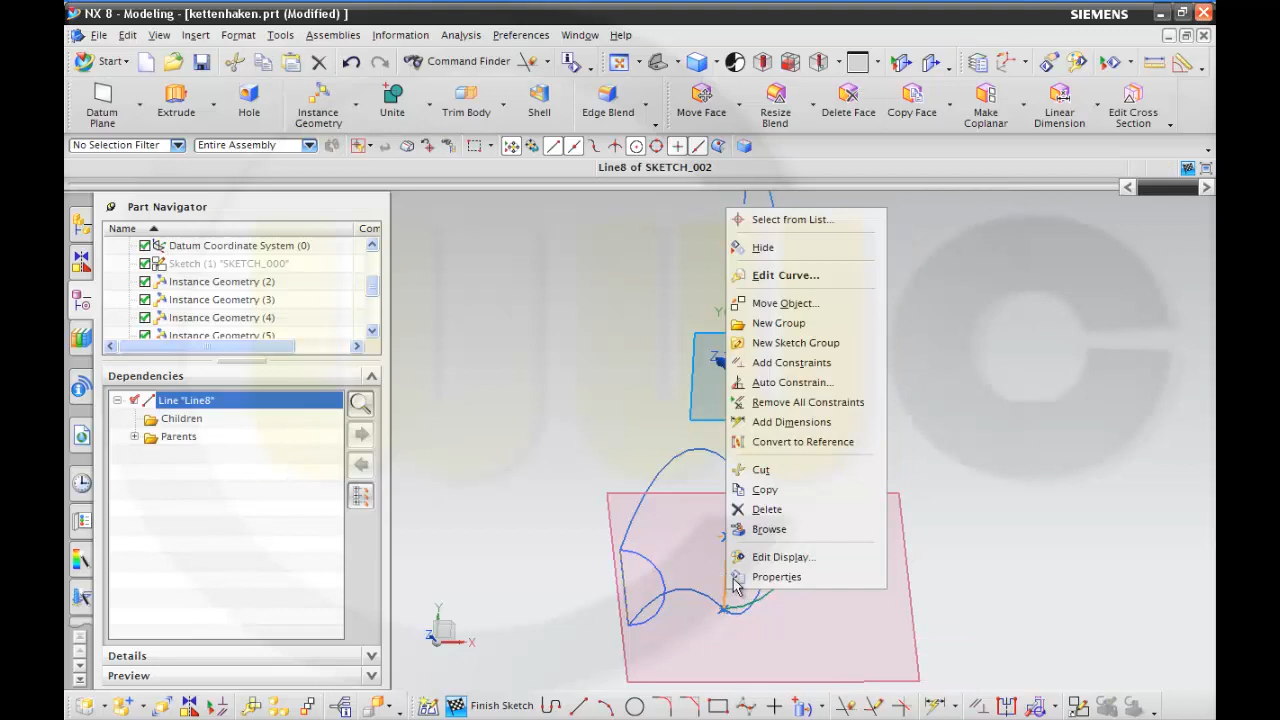 NX 8 - Modeling - [kettenhaken.prt (Modified) ]
SIEMENS
File Edit View Insert Format Tools Assemblies Information Analysis Preferences Window Help
Start
Command Finder
Datum Plane
Extrude
Hole
Instance Geometry
Unite
Trim Body
Shell
Edge Blend
Move Face
Resize Blend
Delete Face
Copy Face
Make Coplanar
Linear Dimension
Edit Cross Section
No Selection Filter
Entire Assembly
Line8 of SKETCH_002
Part Navigator
Name
Com
Datum Coordinate System (0)
Sketch (1) "SKETCH_000"
Instance Geometry (2)
Instance Geometry (3)
Instance Geometry (4)
Instance Geometry (5)
Dependencies
Line "Line8"
Children
Parents
Details
Preview
Select from List...
Hide
Edit Curve...
Move Object...
New Group
New Sketch Group
Add Constraints
Auto Constrain...
Remove All Constraints
Add Dimensions
Convert to Reference
Cut
Copy
Delete
Browse
Edit Display...
Properties
Z
Y
Z
X
Finish Sketch